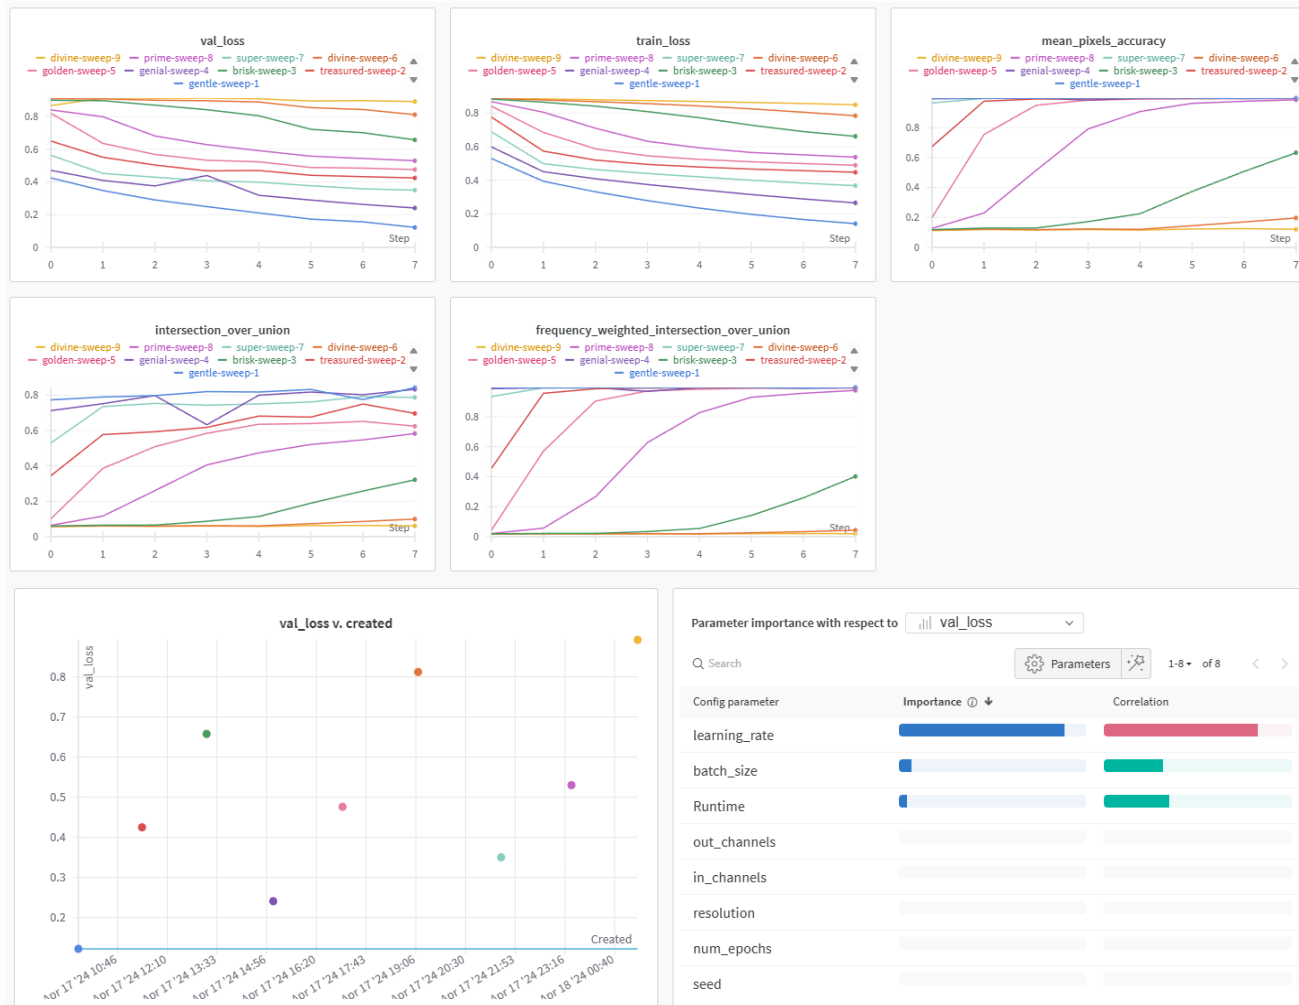 val_loss
divine-sweep-9 prime-sweep-8 super-sweep-7 divine-sweep-6
golden-sweep-5 genial-sweep-4 brisk-sweep-3 treasured-sweep-2
gentle-sweep-1
0.8
0.6
0.4
0.2
0
Step
0 1 2 3 4 5 6 7
train_loss
divine-sweep-9 prime-sweep-8 super-sweep-7 divine-sweep-6
golden-sweep-5 genial-sweep-4 brisk-sweep-3 treasured-sweep-2
gentle-sweep-1
0.8
0.6
0.4
0.2
0
Step
0 1 2 3 4 5 6 7
mean_pixels_accuracy
divine-sweep-9 prime-sweep-8 super-sweep-7 divine-sweep-6
golden-sweep-5 genial-sweep-4 brisk-sweep-3 treasured-sweep-2
gentle-sweep-1
0.8
0.6
0.4
0.2
0
Step
0 1 2 3 4 5 6 7
intersection_over_union
divine-sweep-9 prime-sweep-8 super-sweep-7 divine-sweep-6
golden-sweep-5 genial-sweep-4 brisk-sweep-3 treasured-sweep-2
gentle-sweep-1
0.8
0.6
0.4
0.2
0
Step
0 1 2 3 4 5 6 7
frequency_weighted_intersection_over_union
divine-sweep-9 prime-sweep-8 super-sweep-7 divine-sweep-6
golden-sweep-5 genial-sweep-4 brisk-sweep-3 treasured-sweep-2
gentle-sweep-1
0.8
0.6
0.4
0.2
0
Step
0 1 2 3 4 5 6 7
val_loss v. created
val_loss
0.8
0.7
0.6
0.5
0.4
0.3
0.2
Created
Apr 17 '24 10:46 Apr 17 '24 12:10 Apr 17 '24 13:33 Apr 17 '24 14:56 Apr 17 '24 16:20 Apr 17 '24 17:43 Apr 17 '24 19:06 Apr 17 '24 20:30 Apr 17 '24 21:53 Apr 17 '24 23:16 Apr 18 '24 00:40
Parameter importance with respect to val_loss
Search Parameters 1-8 of 8
Config parameter Importance Correlation
learning_rate
batch_size
Runtime
out_channels
in_channels
resolution
num_epochs
seed